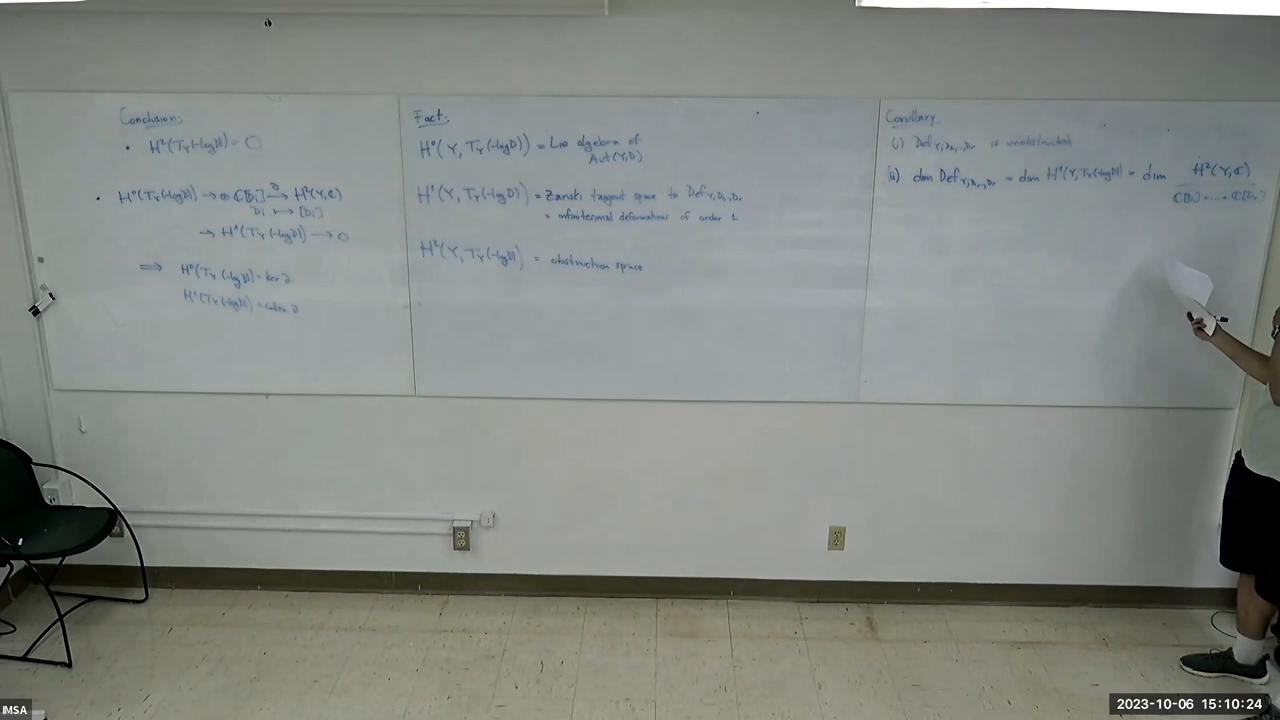 Conclusions
• H²(T_Y(-log D)) = 0
• H⁰(T_Y(-log D)) → ⊕ ℂ[D_i] →^∂ H²(Y,ℂ)
D_i ↦ [D_i]
→ H¹(T_Y(-log D)) → 0
⟹ H⁰(T_Y(-log D)) = ker ∂
H¹(T_Y(-log D)) = coker ∂
Facts
H⁰(Y, T_Y(-log D)) = Lie algebra of
Aut(Y,D)
H¹(Y, T_Y(-log D)) = Zariski tangent space to Def_{Y,D_1,…,D_r}
= infinitesimal deformations of order 1
H²(Y, T_Y(-log D)) = obstruction space
Corollary
(i) Def_{Y,D_1,…,D_r} is unobstructed
(ii) dim Def_{Y,D_1,…,D_r} = dim H¹(Y, T_Y(-log D)) = dim H²(Y,ℂ)
ℂ[D_1]+…+ℂ[D_r]
IMSA
2023-10-06 15:10:24